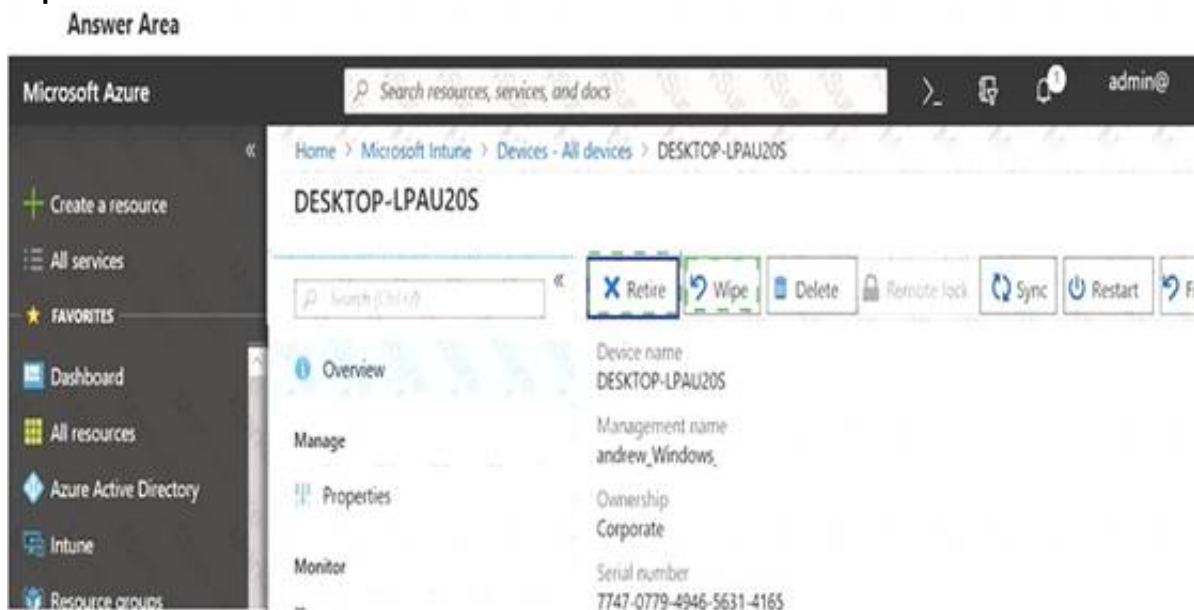 Answer Area
Microsoft Azure
Search resources, services, and docs
1
admin@
Home > Microsoft Intune > Devices - All devices > DESKTOP-LPAU20S
DESKTOP-LPAU20S
Create a resource
All services
FAVORITES
Dashboard
All resources
Azure Active Directory
Intune
Resource groups
Search (Ctrl+/)
Overview
Manage
Properties
Monitor
Retire
Wipe
Delete
Remote lock
Sync
Restart
Device name
DESKTOP-LPAU20S
Management name
andrew_Windows_
Ownership
Corporate
Serial number
7747-0779-4946-5631-4165